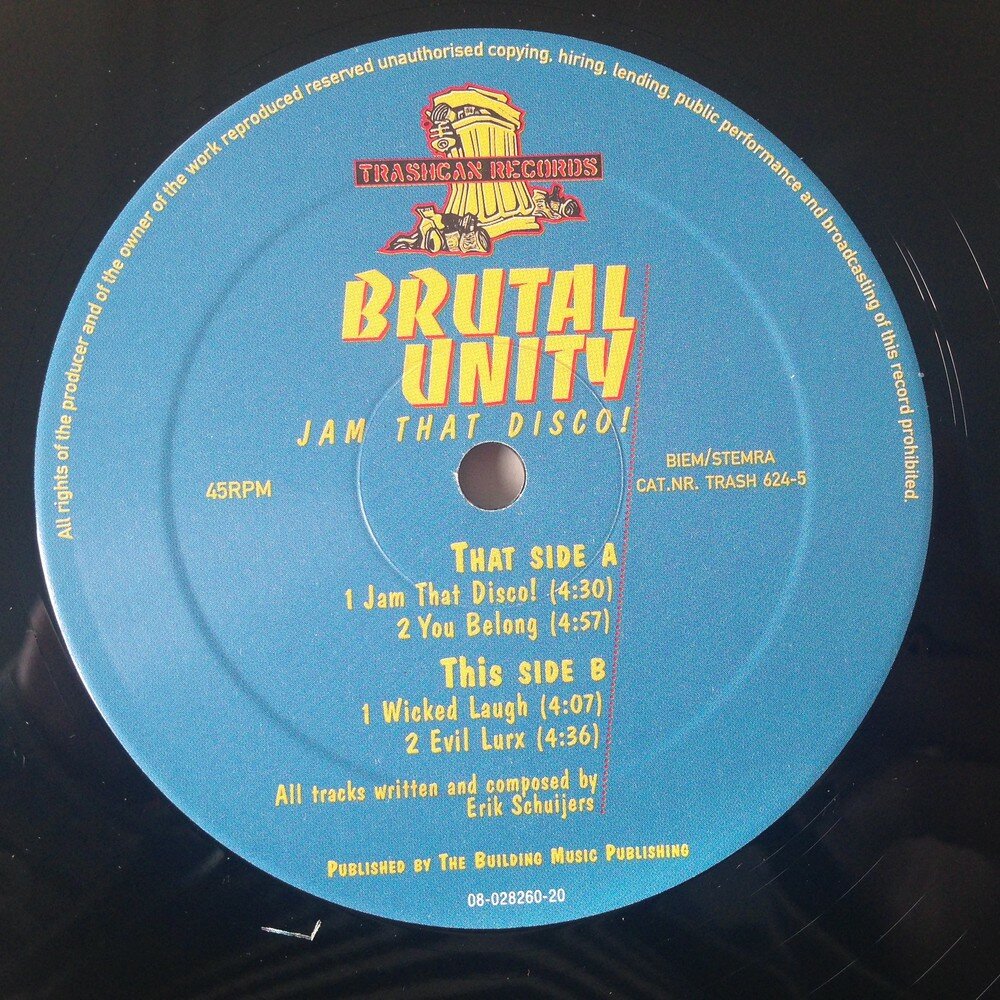 All rights of the producer and of the owner of the work reproduced reserved unauthorised copying, hiring, lending, public performance and broadcasting of this record prohibited.
TRASHCAN RECORDS
BRUTAL
UNITY
JAM THAT DISCO!
45RPM
BIEM/STEMRA
CAT.NR. TRASH 624-5
THAT SIDE A
1 Jam That Disco! (4:30)
2 You Belong (4:57)
This SIDE B
1 Wicked Laugh (4:07)
2 Evil Lurx (4:36)
All tracks written and composed by
Erik Schuijers
PUBLISHED BY THE BUILDING MUSIC PUBLISHING
08-028260-20